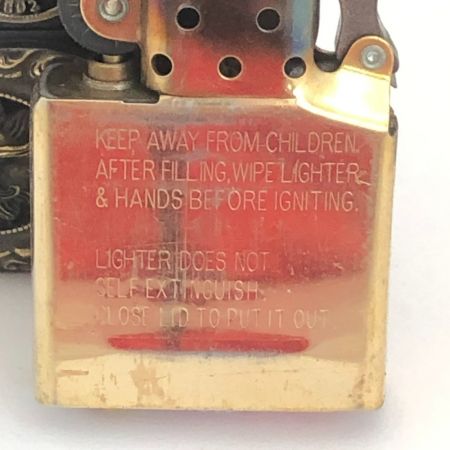 KEEP AWAY FROM CHILDREN.
AFTER FILLING, WIPE LIGHTER
& HANDS BEFORE IGNITING.
LIGHTER DOES NOT
SELF EXTINGUISH.
CLOSE LID TO PUT IT OUT.